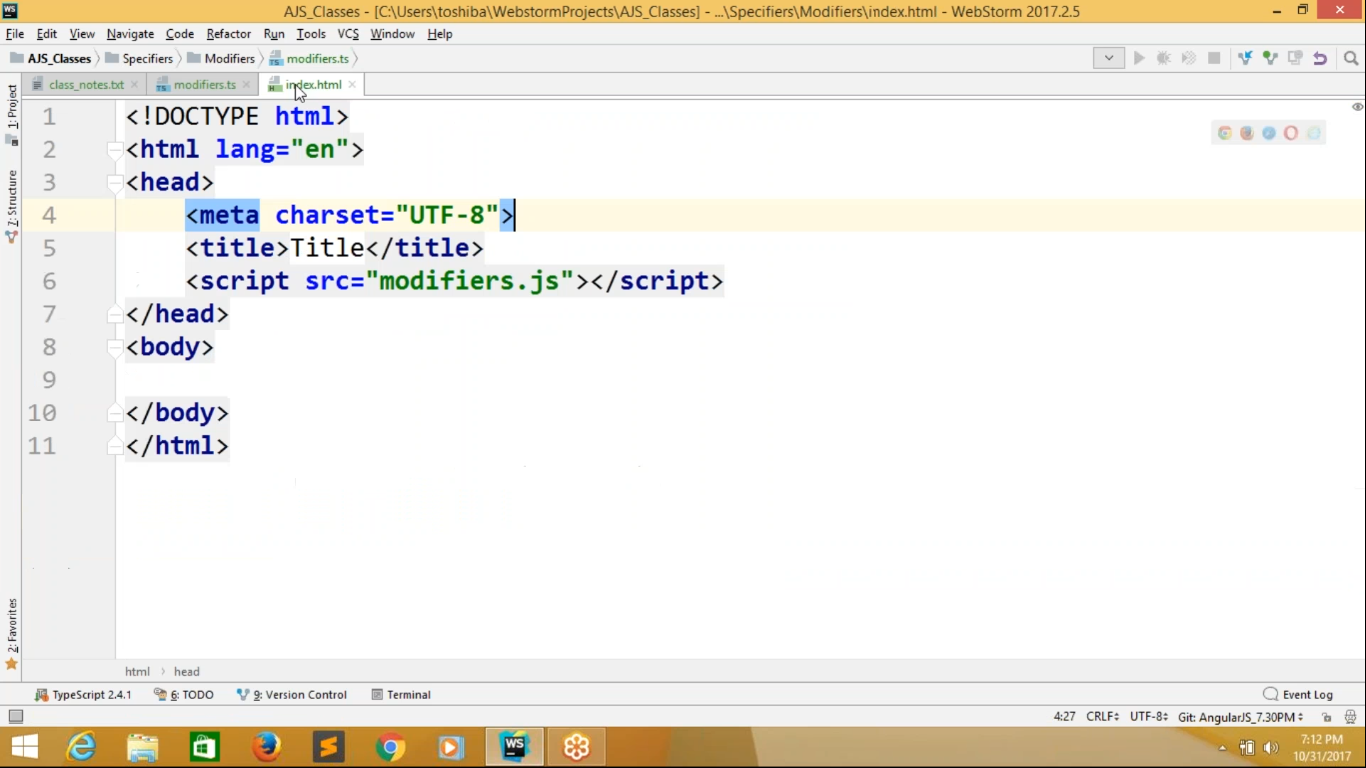 WS
AJS_Classes - [C:\Users\toshiba\WebstormProjects\AJS_Classes] - ...\Specifiers\Modifiers\index.html - WebStorm 2017.2.5
File Edit View Navigate Code Refactor Run Tools VCS Window Help
AJS_Classes Specifiers Modifiers modifiers.ts
class_notes.txt modifiers.ts index.html
1: Project
Z: Structure
2: Favorites
1 <!DOCTYPE html>
2 <html lang="en">
3 <head>
4 <meta charset="UTF-8">
5 <title>Title</title>
6 <script src="modifiers.js"></script>
7 </head>
8 <body>
9
10 </body>
11 </html>
html head
TypeScript 2.4.1 6: TODO 9: Version Control Terminal Event Log
4:27 CRLF UTF-8 Git: AngularJS_7.30PM
WS
7:12 PM
10/31/2017